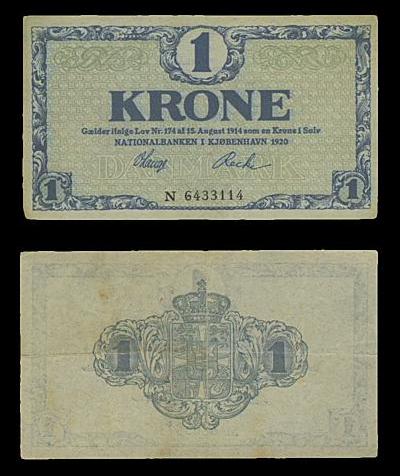 1
KRONE
Gælder ifølge Lov Nr. 174 af 15. August 1914 som en Krone i Sølv
NATIONALBANKEN I KJØBENHAVN 1920
DANMARK
1 N 6433114 1
1 1